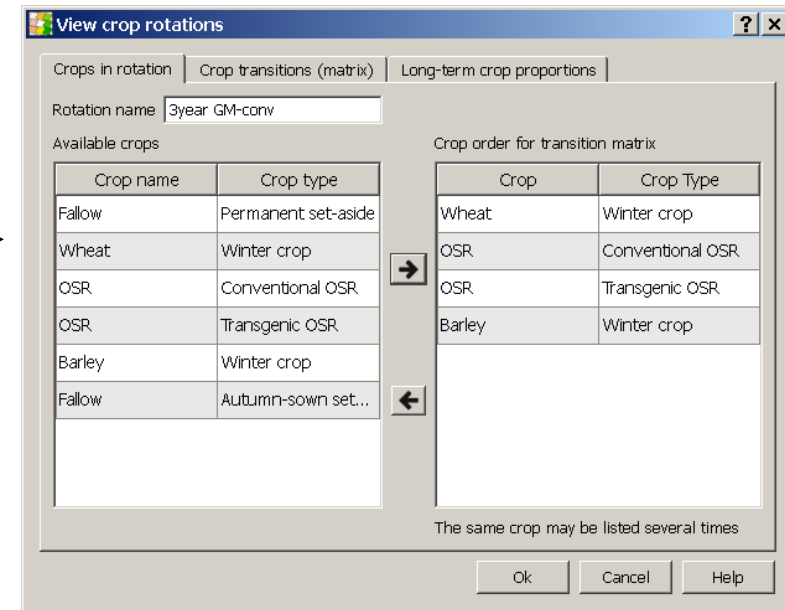 View crop rotations
Crops in rotation Crop transitions (matrix) Long-term crop proportions
Rotation name 3year GM-conv
Available crops Crop order for transition matrix
Crop name Crop type Crop Crop Type
Fallow Permanent set-aside Wheat Winter crop
Wheat Winter crop OSR Conventional OSR
OSR Conventional OSR OSR Transgenic OSR
OSR Transgenic OSR Barley Winter crop
Barley Winter crop
Fallow Autumn-sown set...
The same crop may be listed several times
Ok Cancel Help